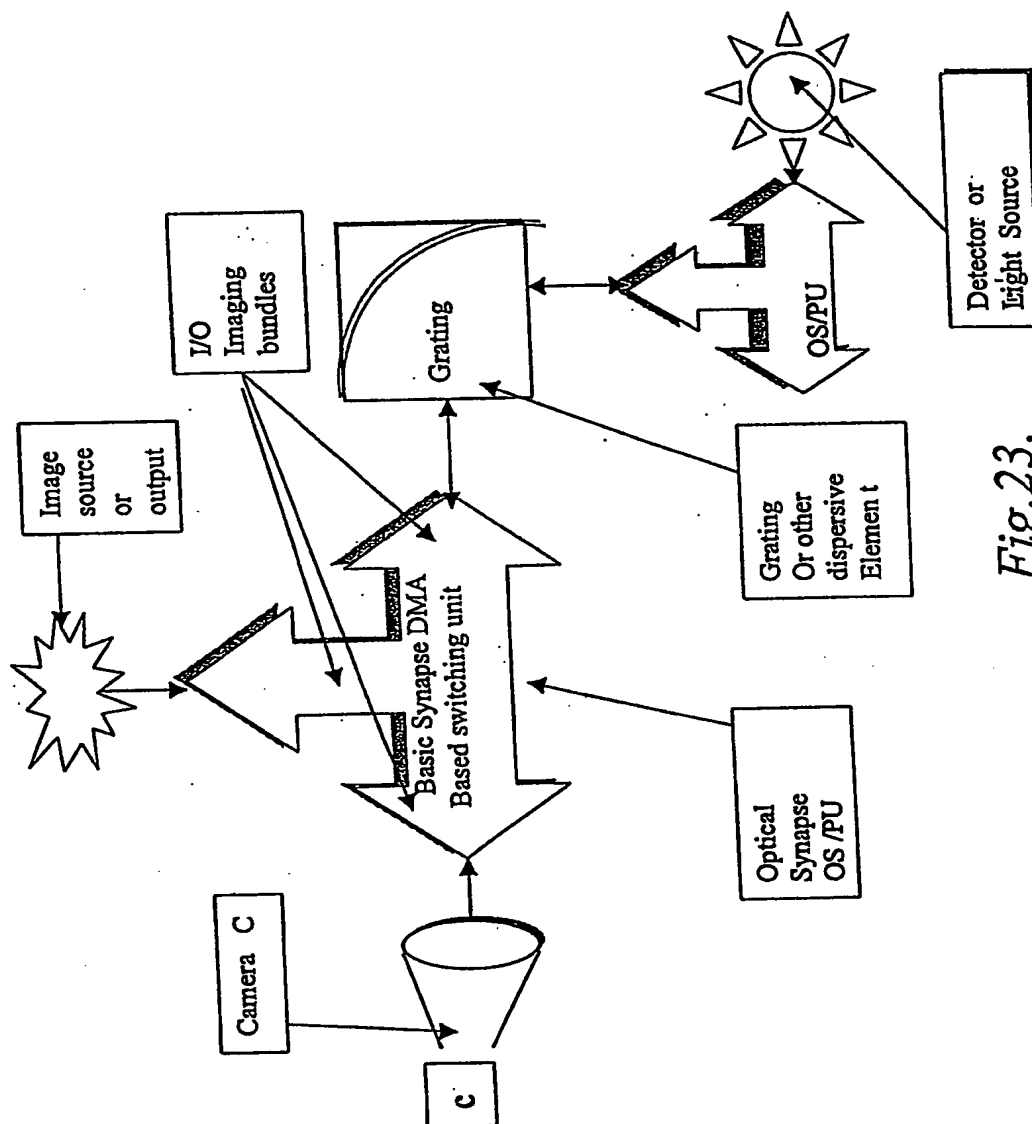 Image
source
or
output
I/O
Imaging
bundles
Camera C
C
Basic Synapse DMA
Based switching unit
Grating
OS/PU
Optical
Synapse
OS /PU
Grating
Or other
dispersive
Elemen t
Detector or
Light Source
Fig. 23.